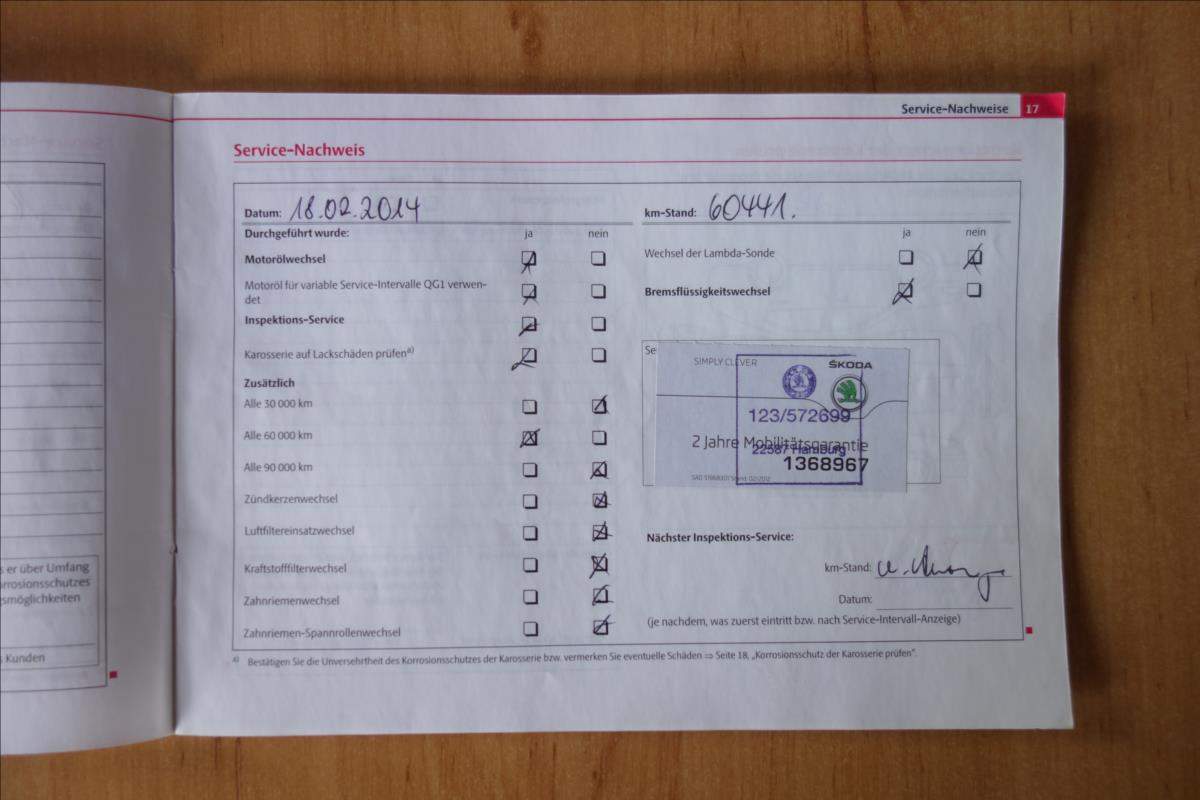 Service-Nachweise 17
Service-Nachweis
Datum: 18.02.2014
km-Stand: 60441.
Durchgeführt wurde: ja nein
ja nein
Motorölwechsel
Wechsel der Lambda-Sonde
Motoröl für variable Service-Intervalle QG1 verwen-
det
Bremsflüssigkeitswechsel
Inspektions-Service
Karosserie auf Lackschäden prüfen a)
Se
SIMPLY CLEVER
ŠKODA
Zusätzlich
Alle 30 000 km
123/572699
Alle 60 000 km
2 Jahre Mobilitätsgarantie
22587 Hamburg
1368967
Alle 90 000 km
Zündkerzenwechsel
Luftfiltereinsatzwechsel
Nächster Inspektions-Service:
Kraftstofffilterwechsel
km-Stand:
Zahnriemenwechsel
Datum:
Zahnriemen-Spannrollenwechsel
(je nachdem, was zuerst eintritt bzw. nach Service-Intervall-Anzeige)
a) Bestätigen Sie die Unversehrtheit des Korrosionsschutzes der Karosserie bzw. vermerken Sie eventuelle Schäden ⇒ Seite 18, „Korrosionsschutz der Karosserie prüfen“.
s er über Umfang
rrosionsschutzes
smöglichkeiten
s Kunden